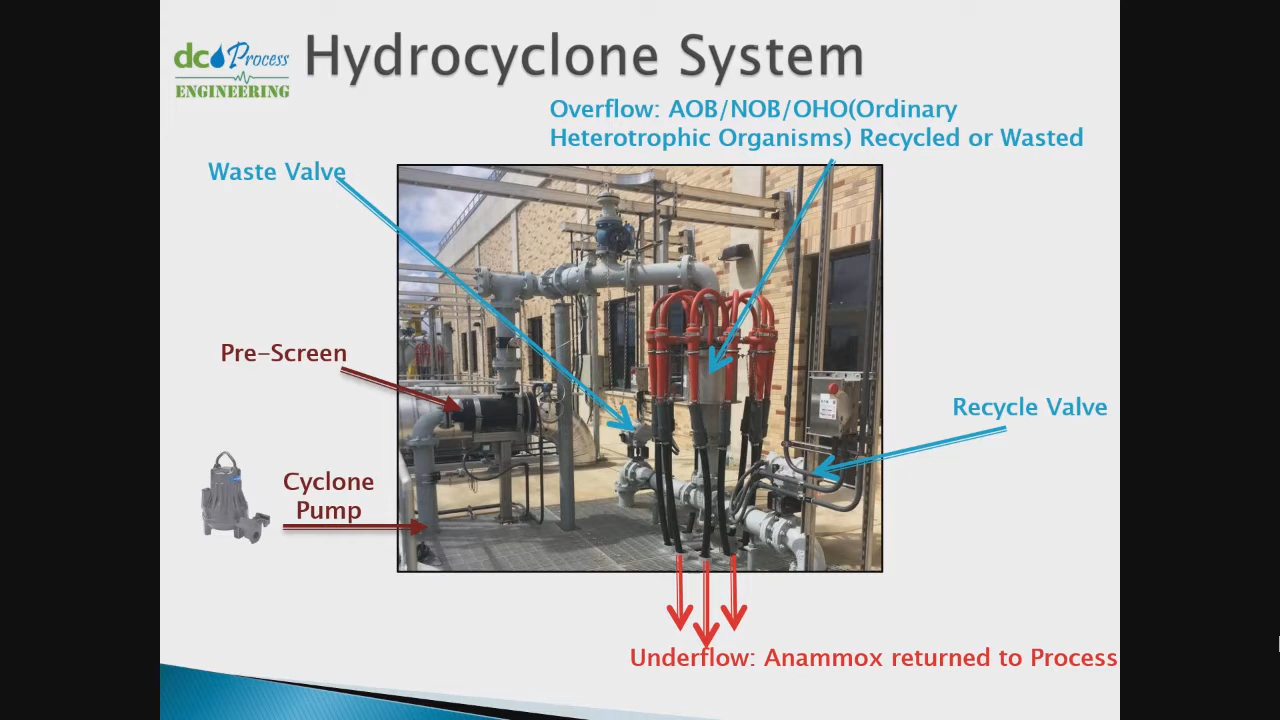 dc Process
ENGINEERING
Hydrocyclone System
Overflow: AOB/NOB/OHO(Ordinary
Heterotrophic Organisms) Recycled or Wasted
Waste Valve
Pre-Screen
Recycle Valve
Cyclone
Pump
Underflow: Anammox returned to Process